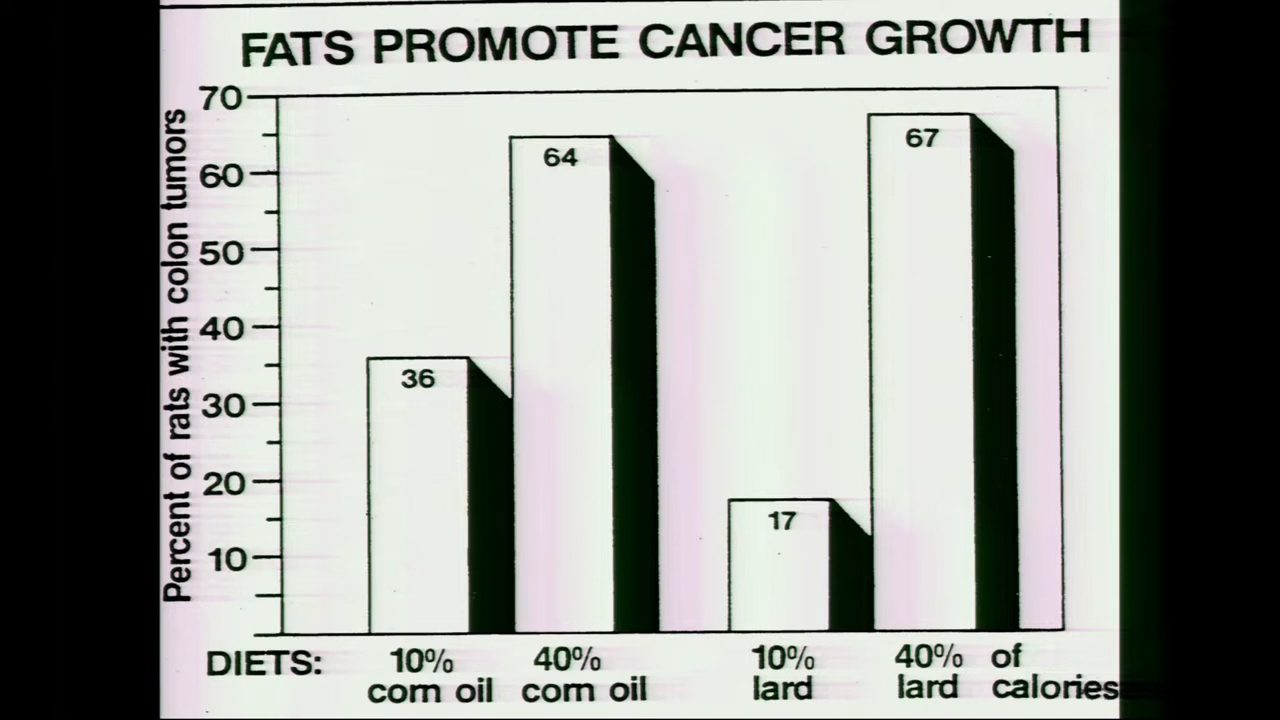 FATS PROMOTE CANCER GROWTH
Percent of rats with colon tumors
70
60
50
40
30
20
10
36
64
17
67
DIETS: 10% 40% 10% 40% of
corn oil corn oil lard lard calories